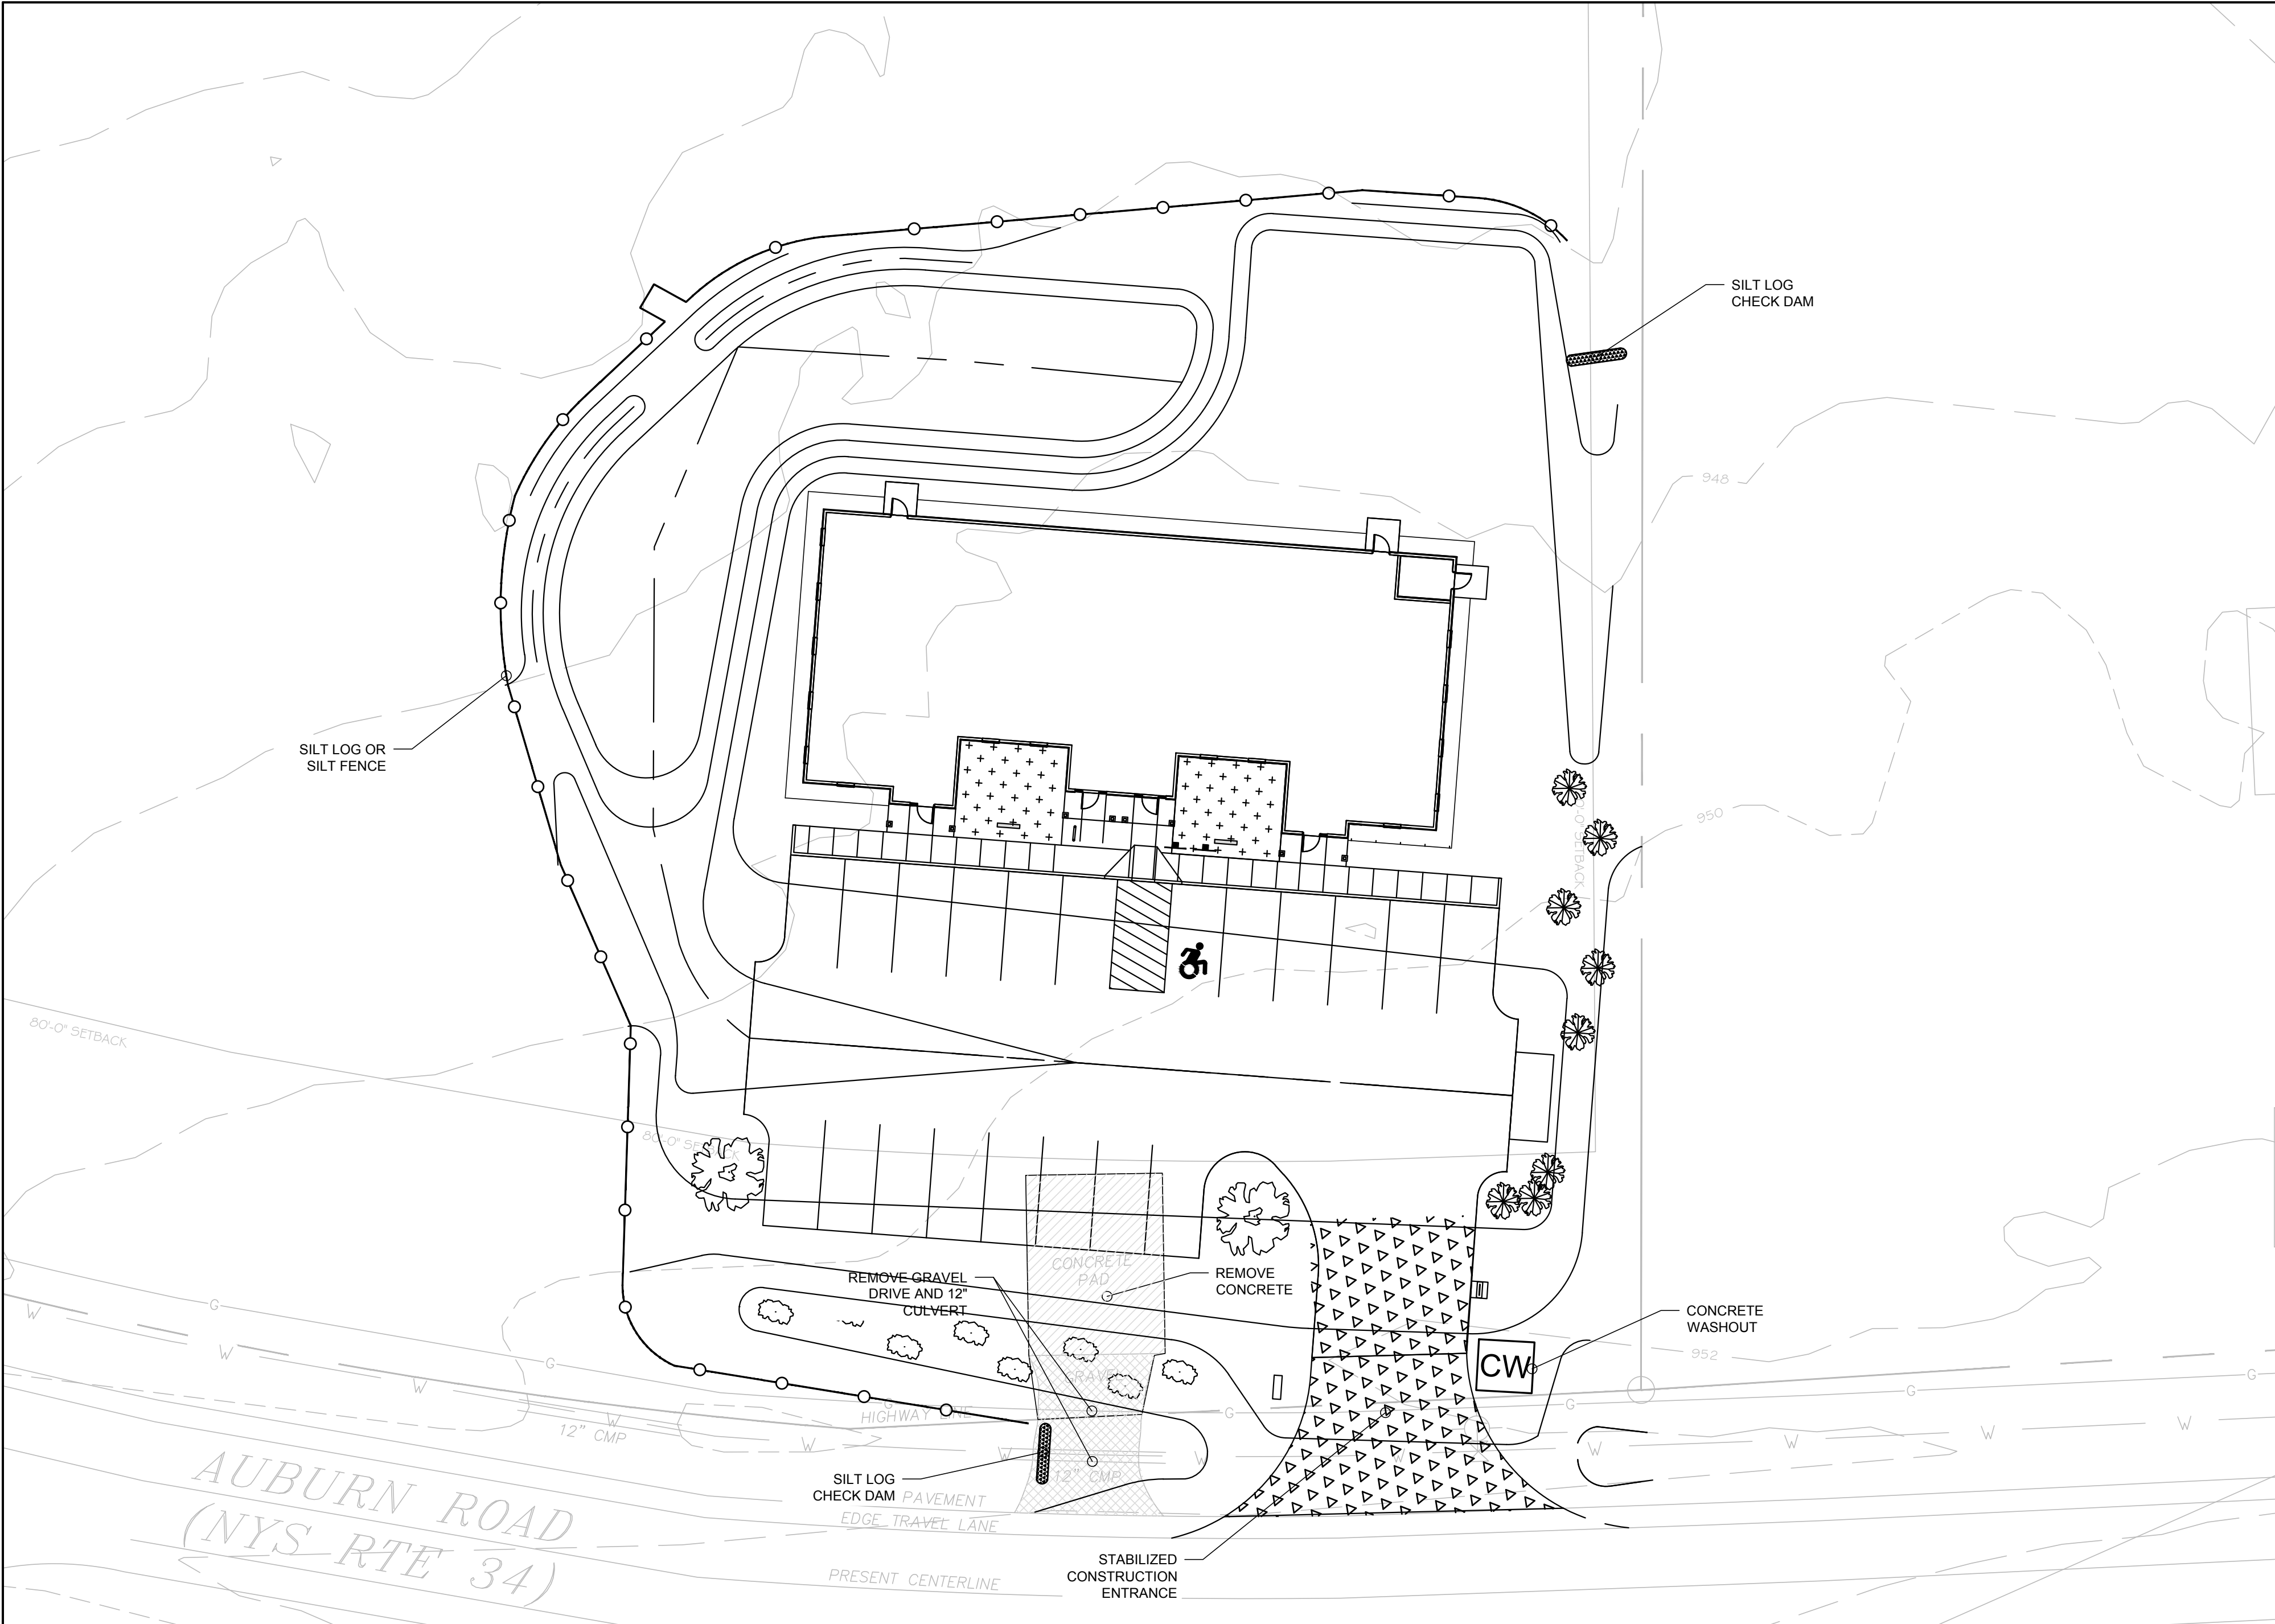 SILT LOG
CHECK DAM
948
SILT LOG OR
SILT FENCE
950
0'-0" SETBACK
80'-0" SETBACK
80'-0" SETBACK
CONCRETE
PAD
REMOVE GRAVEL
DRIVE AND 12"
CULVERT
REMOVE
CONCRETE
CONCRETE
WASHOUT
CW
952
GRAVEL
W
G
W
G
W
G
W
W
W
W
G
W
G
W
W
G
W
W
G
HIGHWAY LINE
12" CMP
12" CMP
SILT LOG
CHECK DAM
PAVEMENT
EDGE TRAVEL LANE
AUBURN ROAD
(NYS RTE 34)
STABILIZED
CONSTRUCTION
ENTRANCE
PRESENT CENTERLINE